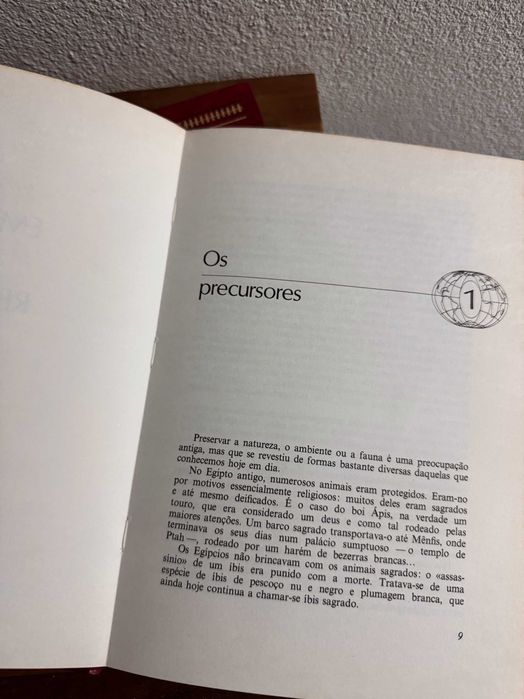 Os
precursores
1
Preservar a natureza, o ambiente ou a fauna é uma preocupação
antiga, mas que se revestiu de formas bastante diversas daquelas que
conhecemos hoje em dia.
No Egipto antigo, numerosos animais eram protegidos. Eram-no
por motivos essencialmente religiosos: muitos deles eram sagrados
e até mesmo deificados. É o caso do boi Ápis, na verdade um
touro, que era considerado um deus e como tal rodeado pelas
maiores atenções. Um barco sagrado transportava-o até Mênfis, onde
terminava os seus dias num palácio sumptuoso — o templo de
Ptah —, rodeado por um harém de bezerras brancas...
Os Egípcios não brincavam com os animais sagrados: o «assas-
sínio» de um íbis era punido com a morte. Tratava-se de uma
espécie de íbis de pescoço nu e negro e plumagem branca, que
ainda hoje continua a chamar-se íbis sagrado.
9